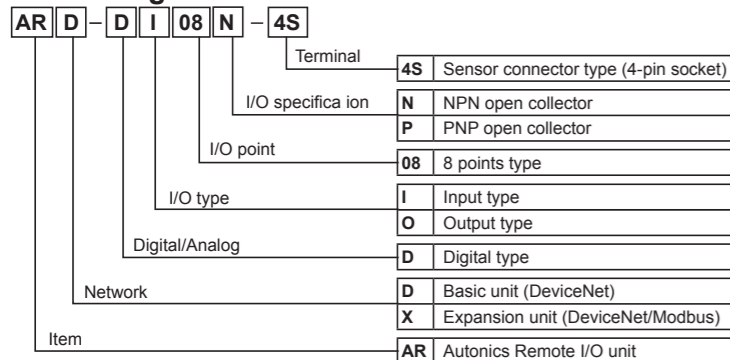 AR D – D I 08 N – 4S
Terminal
4S Sensor connector type (4-pin socket)
I/O specifica ion
N NPN open collector
P PNP open collector
I/O point
08 8 points type
I/O type
I Input type
O Output type
Digital/Analog
D Digital type
Network
D Basic unit (DeviceNet)
X Expansion unit (DeviceNet/Modbus)
Item
AR Autonics Remote I/O unit